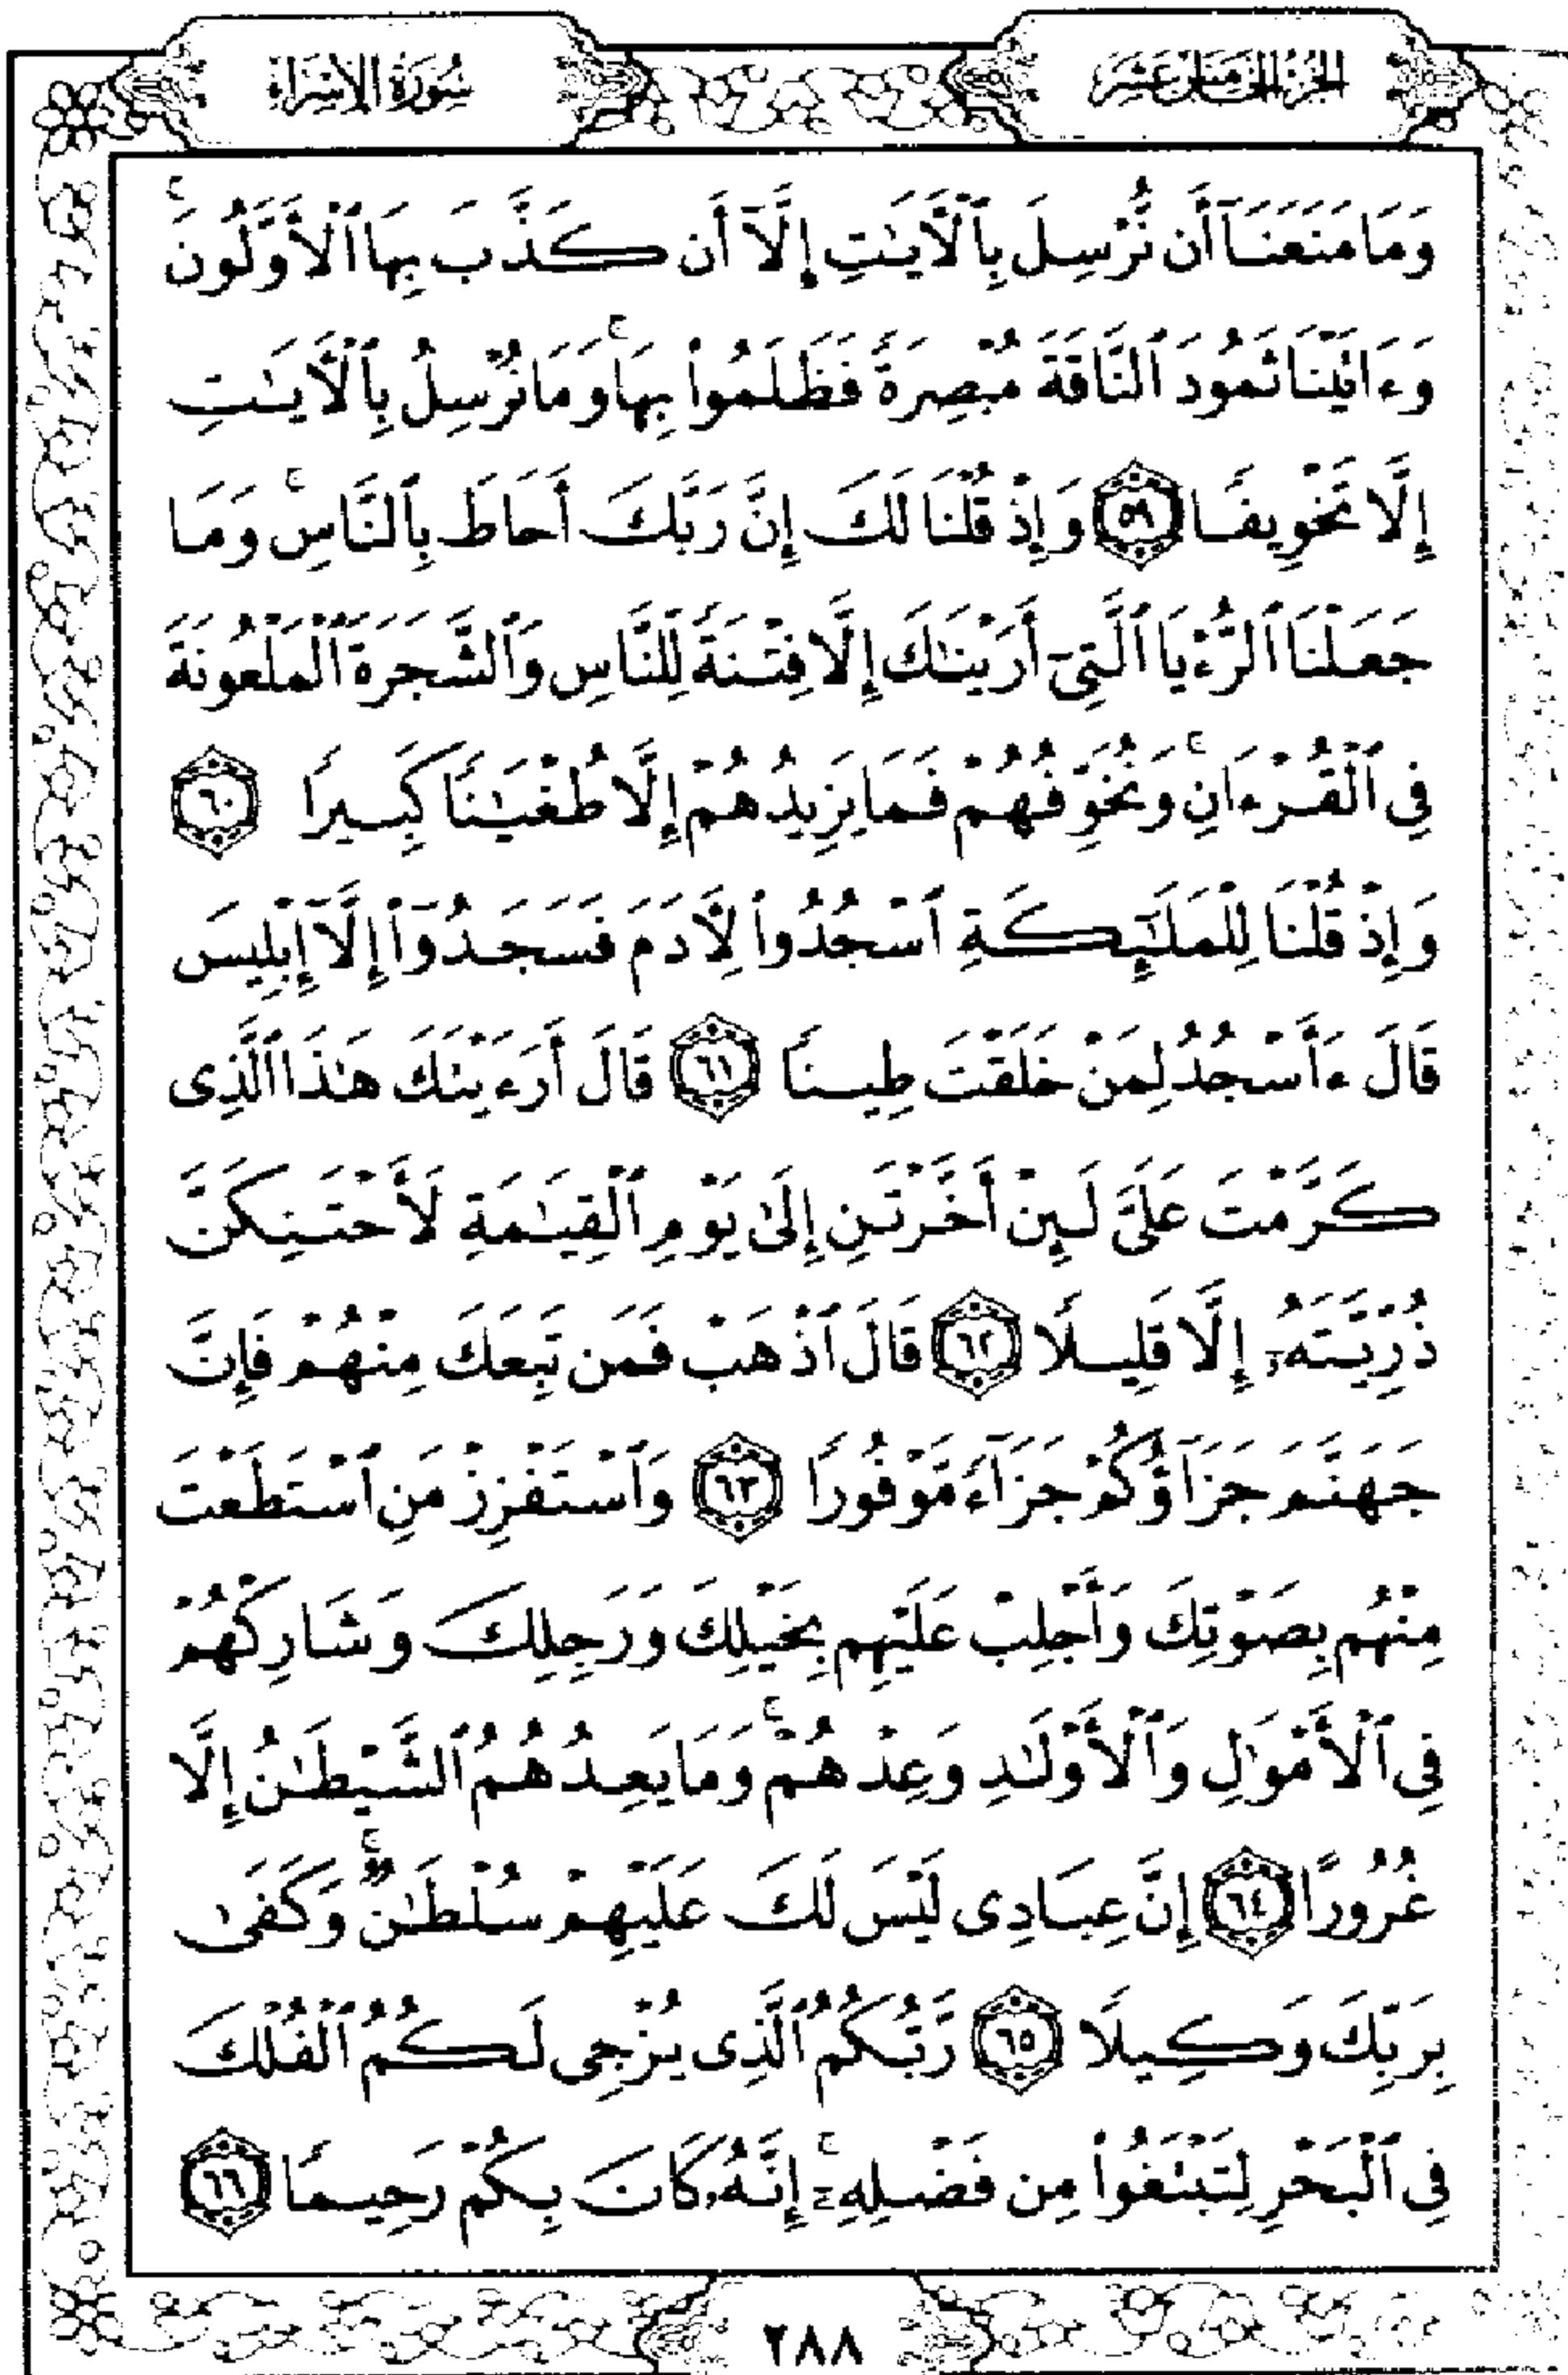 الجزء الخامس عشر
سورة الإسراء
وَمَا مَنَعَنَآ أَن نُّرْسِلَ بِٱلْأَيَـٰتِ إِلَّآ أَن كَذَّبَ بِهَا ٱلْأَوَّلُونَ ۚ
وَءَاتَيْنَا ثَمُودَ ٱلنَّاقَةَ مُبْصِرَةً فَظَلَمُوا۟ بِهَا ۚ وَمَا نُرْسِلُ بِٱلْأَيَـٰتِ
إِلَّا تَخْوِيفًا ٥٩ وَإِذْ قُلْنَا لَكَ إِنَّ رَبَّكَ أَحَاطَ بِٱلنَّاسِ ۚ وَمَا
جَعَلْنَا ٱلرُّءْيَا ٱلَّتِىٓ أَرَيْنَـٰكَ إِلَّا فِتْنَةً لِّلنَّاسِ وَٱلشَّجَرَةَ ٱلْمَلْعُونَةَ
فِى ٱلْقُرْءَانِ ۚ وَنُخَوِّفُهُمْ فَمَا يَزِيدُهُمْ إِلَّا طُغْيَـٰنًا كَبِيرًا ٦٠
وَإِذْ قُلْنَا لِلْمَلَـٰٓئِكَةِ ٱسْجُدُوا۟ لِأَدَمَ فَسَجَدُوٓا۟ إِلَّآ إِبْلِيسَ
قَالَ ءَأَسْجُدُ لِمَنْ خَلَقْتَ طِينًا ٦١ قَالَ أَرَءَيْتَكَ هَـٰذَا ٱلَّذِى
كَرَّمْتَ عَلَىَّ لَئِنْ أَخَّرْتَنِ إِلَىٰ يَوْمِ ٱلْقِيَـٰمَةِ لَأَحْتَنِكَنَّ
ذُرِّيَّتَهُۥٓ إِلَّا قَلِيلًا ٦٢ قَالَ ٱذْهَبْ فَمَن تَبِعَكَ مِنْهُمْ فَإِنَّ
جَهَنَّمَ جَزَآؤُكُمْ جَزَآءً مَّوْفُورًا ٦٣ وَٱسْتَفْزِزْ مَنِ ٱسْتَطَعْتَ
مِنْهُم بِصَوْتِكَ وَأَجْلِبْ عَلَيْهِم بِخَيْلِكَ وَرَجِلِكَ وَشَارِكْهُمْ
فِى ٱلْأَمْوَٰلِ وَٱلْأَوْلَـٰدِ وَعِدْهُمْ ۚ وَمَا يَعِدُهُمُ ٱلشَّيْطَـٰنُ إِلَّا
غُرُورًا ٦٤ إِنَّ عِبَادِى لَيْسَ لَكَ عَلَيْهِمْ سُلْطَـٰنٌ ۚ وَكَفَىٰ
بِرَبِّكَ وَكِيلًا ٦٥ رَّبُّكُمُ ٱلَّذِى يُزْجِى لَكُمُ ٱلْفُلْكَ
فِى ٱلْبَحْرِ لِتَبْتَغُوا۟ مِن فَضْلِهِۦٓ ۚ إِنَّهُۥ كَانَ بِكُمْ رَحِيمًا ٦٦
٢٨٨